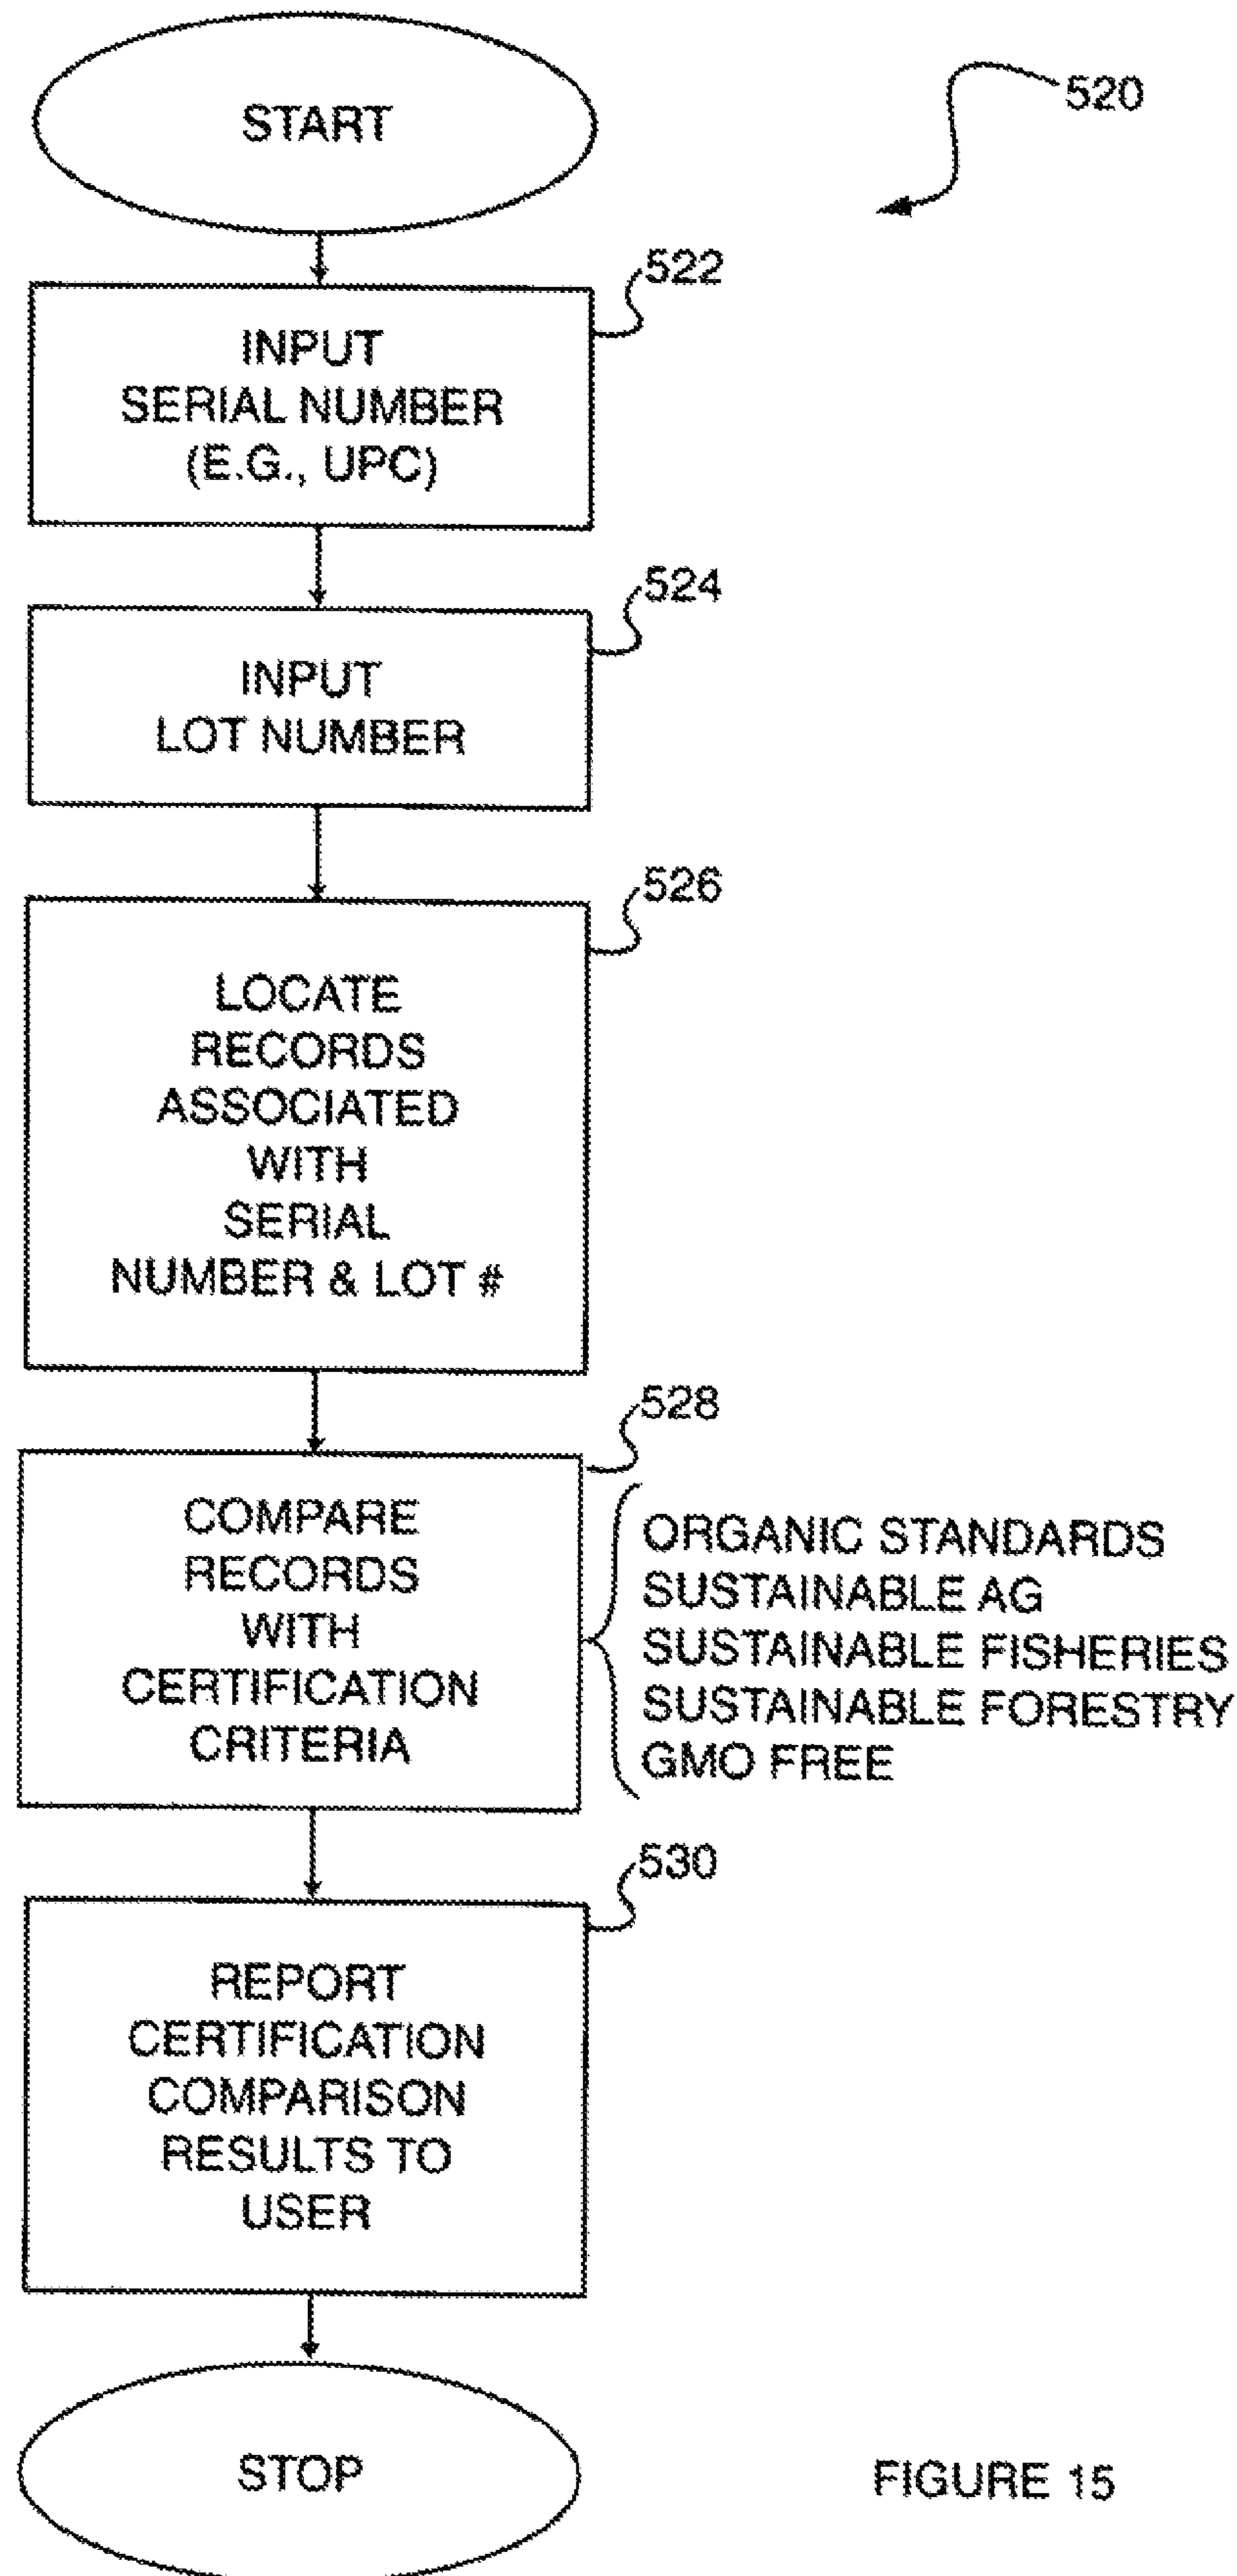 START
520
522
INPUT
SERIAL NUMBER
(E.G., UPC)
524
INPUT
LOT NUMBER
526
LOCATE
RECORDS
ASSOCIATED
WITH
SERIAL
NUMBER & LOT #
528
COMPARE
RECORDS
WITH
CERTIFICATION
CRITERIA
ORGANIC STANDARDS
SUSTAINABLE AG
SUSTAINABLE FISHERIES
SUSTAINABLE FORESTRY
GMO FREE
530
REPORT
CERTIFICATION
COMPARISON
RESULTS TO
USER
STOP
FIGURE 15